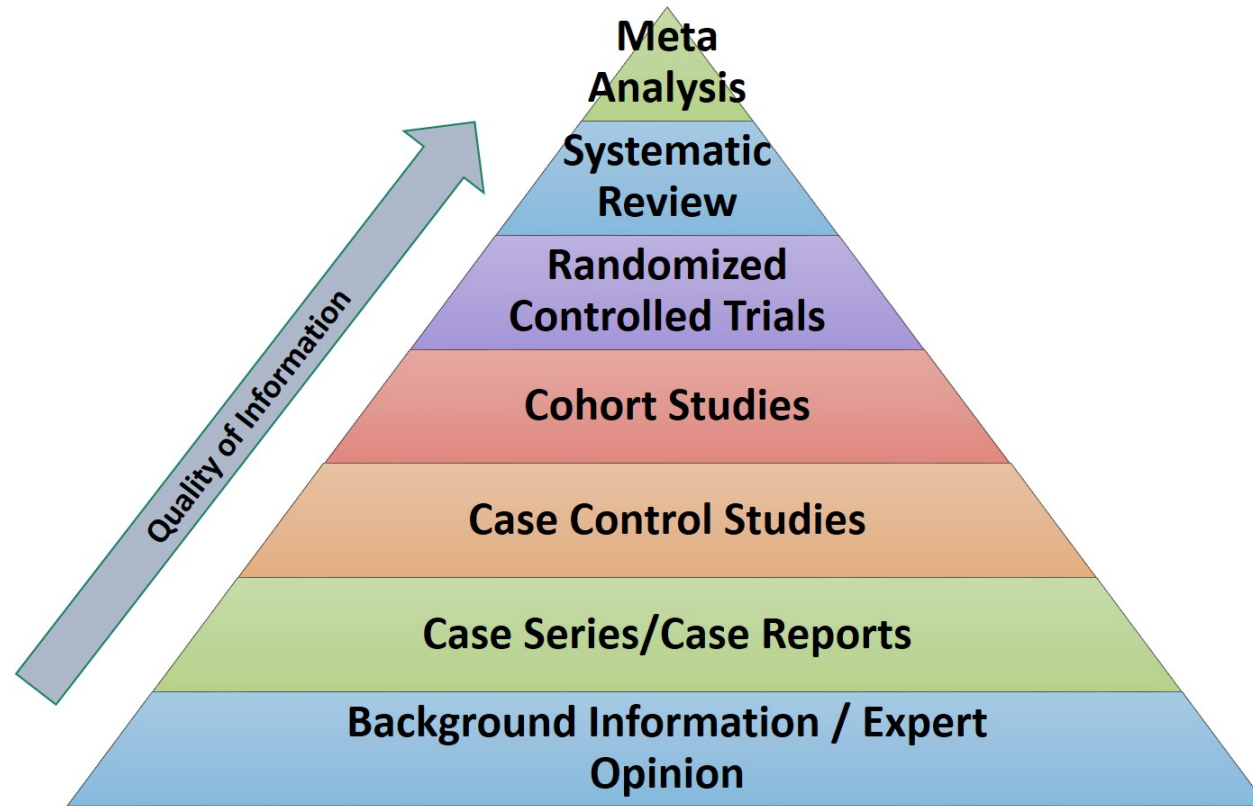 Meta
Analysis
Systematic
Review
Randomized
Controlled Trials
Cohort Studies
Case Control Studies
Case Series/Case Reports
Background Information / Expert
Opinion
Quality of Information